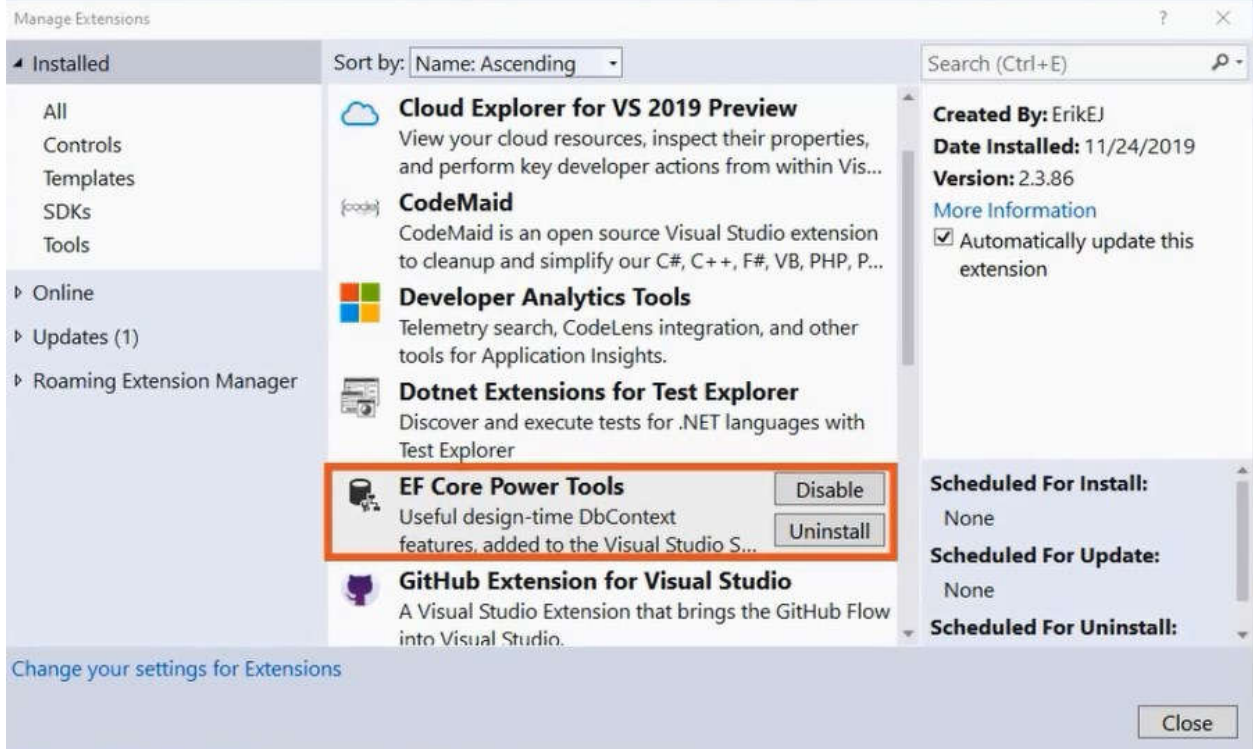 Manage Extensions
?
Installed
All
Controls
Templates
SDKs
Tools
Online
Updates (1)
Roaming Extension Manager
Sort by: Name: Ascending
Cloud Explorer for VS 2019 Preview
View your cloud resources, inspect their properties,
and perform key developer actions from within Vis...
{code}
CodeMaid
CodeMaid is an open source Visual Studio extension
to cleanup and simplify our C#, C++, F#, VB, PHP, P...
Developer Analytics Tools
Telemetry search, CodeLens integration, and other
tools for Application Insights.
Dotnet Extensions for Test Explorer
Discover and execute tests for .NET languages with
Test Explorer
EF Core Power Tools
Useful design-time DbContext
features, added to the Visual Studio S...
Disable
Uninstall
GitHub Extension for Visual Studio
A Visual Studio Extension that brings the GitHub Flow
into Visual Studio.
Search (Ctrl+E)
Created By: ErikEJ
Date Installed: 11/24/2019
Version: 2.3.86
More Information
Automatically update this
extension
Scheduled For Install:
None
Scheduled For Update:
None
Scheduled For Uninstall:
Change your settings for Extensions
Close